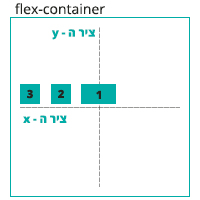 flex-container
ציר ה - y
3 2 1
ציר ה - x